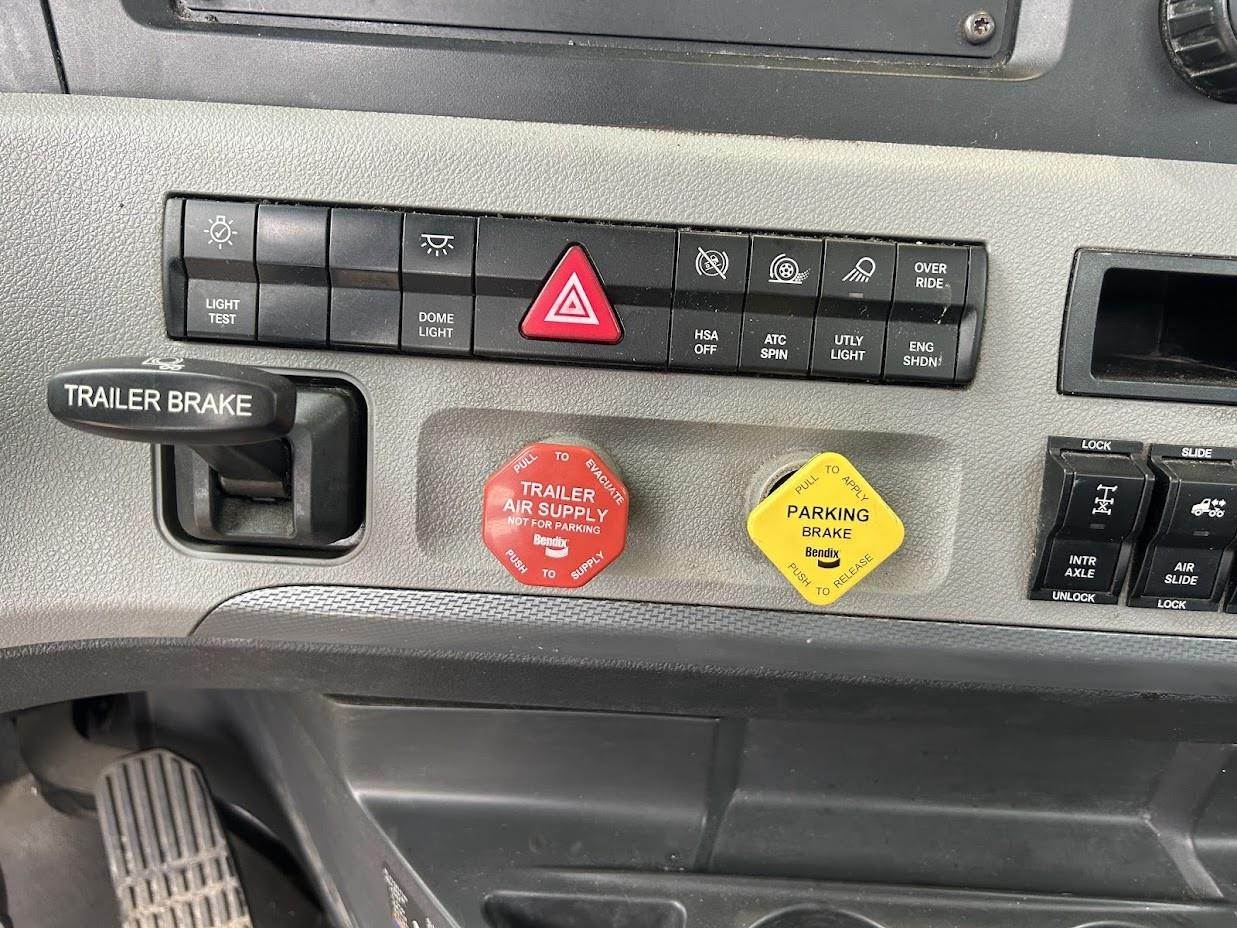 LIGHT
TEST
DOME
LIGHT
HSA
OFF
ATC
SPIN
UTLY
LIGHT
OVER
RIDE
ENG
SHDN
TRAILER BRAKE
PULL TO EVACUATE
TRAILER
AIR SUPPLY
NOT FOR PARKING
Bendix
PUSH TO SUPPLY
PULL TO APPLY
PARKING
BRAKE
Bendix
PUSH TO RELEASE
LOCK
INTR
AXLE
UNLOCK
SLIDE
AIR
SLIDE
LOCK